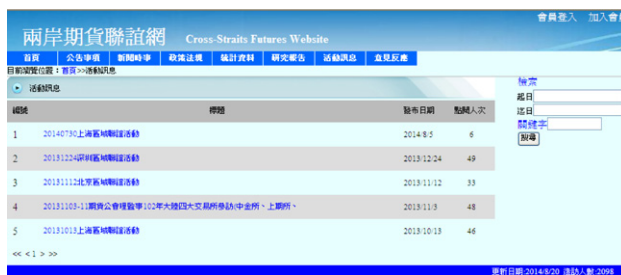 會員登入 加入會
兩岸期貨聯誼網 Cross-Straits Futures Website
首頁 公告事項 新聞時事 政策法規 統計資料 研究報告 活動訊息 意見反應
目前瀏覽位置：首頁>>活動訊息
活動訊息
編號 標題 發布日期 點閱人次
1 20140730上海區域聯誼活動 2014/8/5 6
2 20131224深圳區域聯誼活動 2013/12/24 49
3 20131112北京區域聯誼活動 2013/11/12 33
4 20131103-11期貨公會理監事102年大陸四大交易所參訪(中金所、上期所、 2013/11/3 48
5 20131013上海區域聯誼活動 2013/10/13 46
<< < 1 > >>
檢索
起日
迄日
關鍵字
搜尋
更新日期:2014/8/20 造訪人數:2098